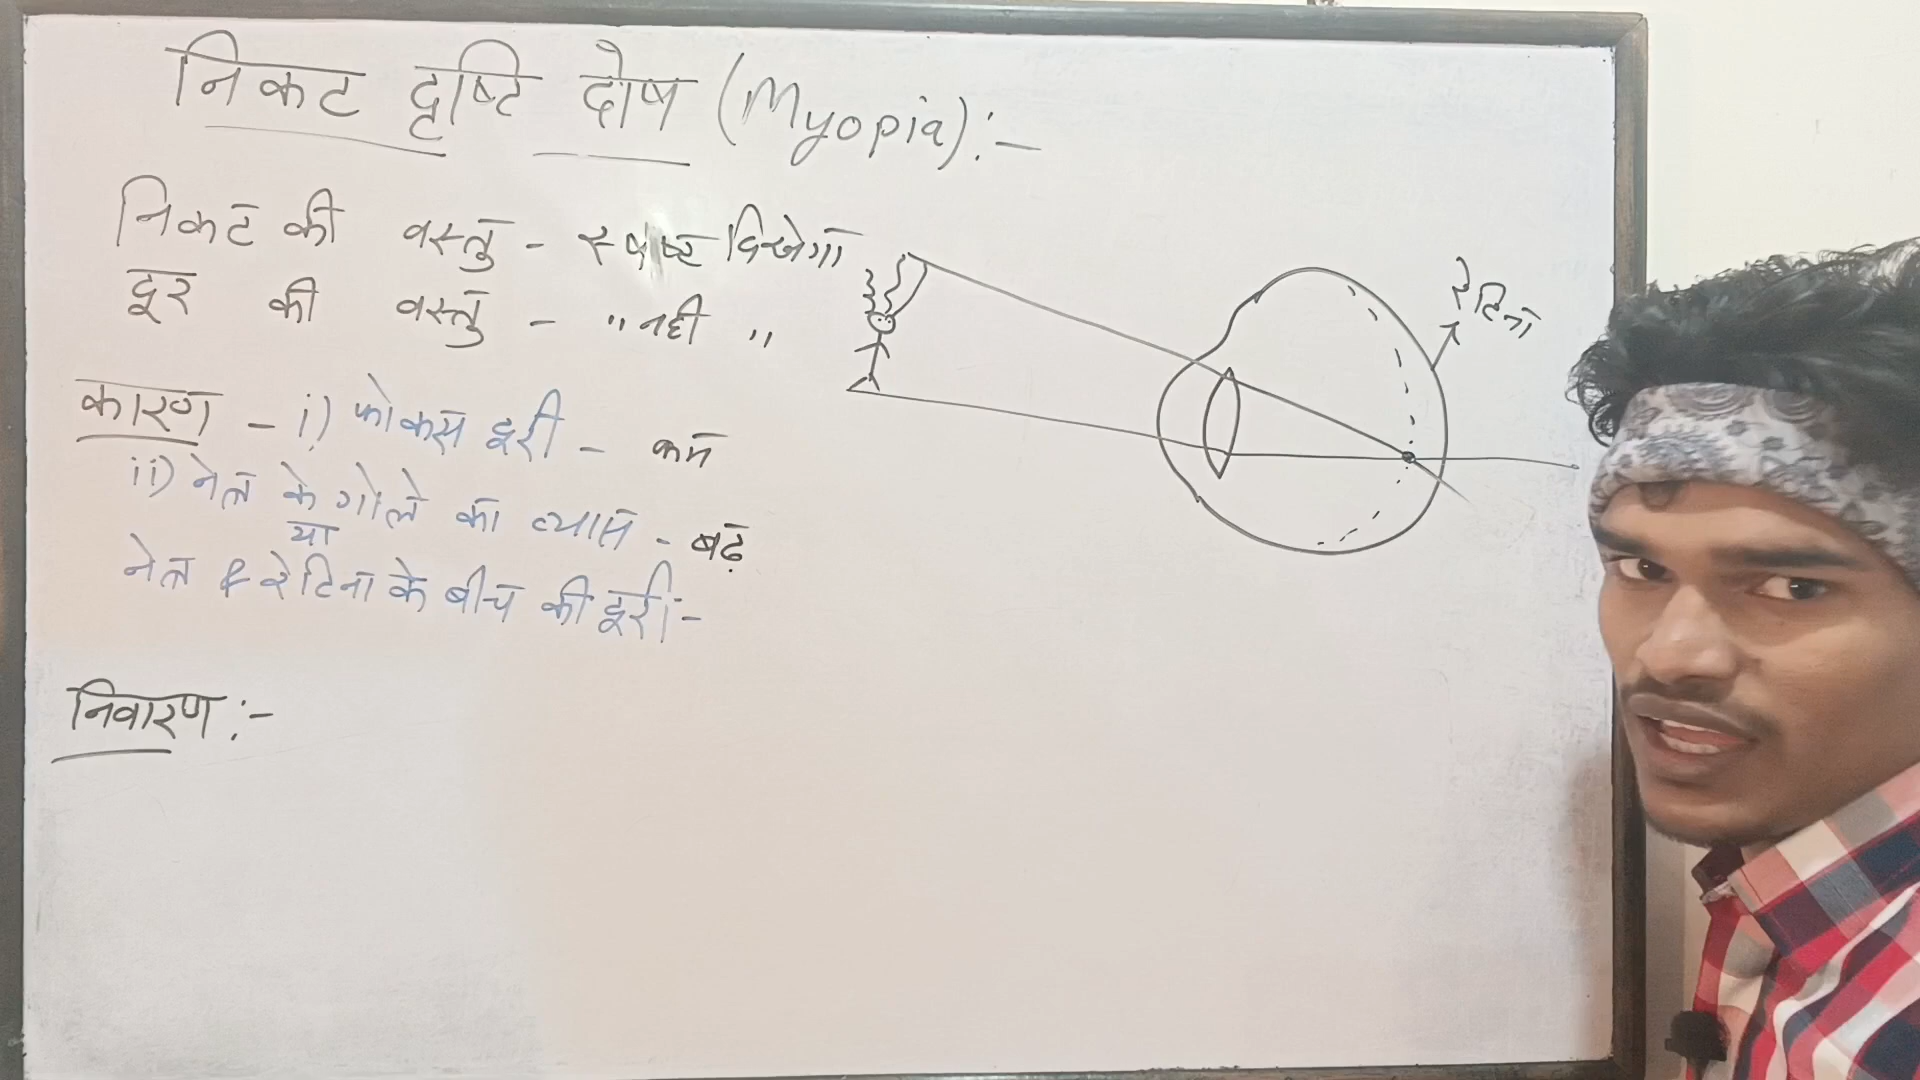 निकट दृष्टि दोष (Myopia):-
निकट की वस्तु - स्पष्ट दिखेगा
दूर की वस्तु - " नही "
रेटिना
कारण - i) फोकस दूरी - कम
ii) नेत्र के गोले का व्यास - बढ़
या
नेत्र & रेटिना के बीच की दूरी -
निवारण :-